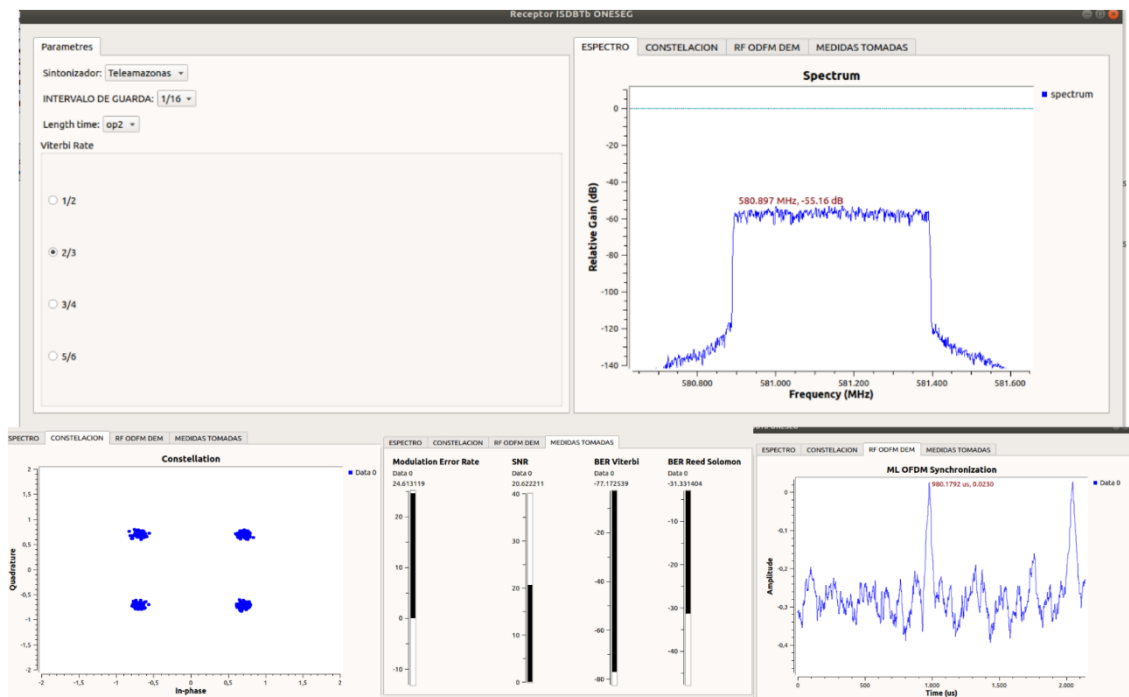 Receptor ISDBTb ONESEG
Parametres
Sintonizador: Teleamazonas
INTERVALO DE GUARDA: 1/16
Length time: op2
Viterbi Rate
1/2
2/3
3/4
5/6
ESPECTRO CONSTELACION RF ODFM DEM MEDIDAS TOMADAS
Spectrum
spectrum
0
-20
-40
580.897 MHz, -55.16 dB
-60
-80
-100
-120
-140
Relative Gain (dB)
580.800 581.000 581.200 581.400 581.600
Frequency (MHz)
ESPECTRO CONSTELACION RF ODFM DEM MEDIDAS TOMADAS
Constellation
Data 0
2
1,5
1
0,5
0
-0,5
-1
-1,5
-2
Quadrature
-2 -1,5 -1 -0,5 0 0,5 1 1,5 2
In-phase
ESPECTRO CONSTELACION RF ODFM DEM MEDIDAS TOMADAS
Modulation Error Rate SNR BER Viterbi BER Reed Solomon
Data 0 Data 0 Data 0 Data 0
24.613119 20.622211 -77.172539 -31.331404
20
10
0
-10
40
30
20
10
0
-20
-40
-60
-80
-10
-20
-30
-40
ESPECTRO CONSTELACION RF ODFM DEM MEDIDAS TOMADAS
ML OFDM Synchronization
980.1792 us, 0.0230
Data 0
0
-0,1
-0,2
-0,3
-0,4
Amplitude
0 500 1.000 1.500 2.000
Time (us)